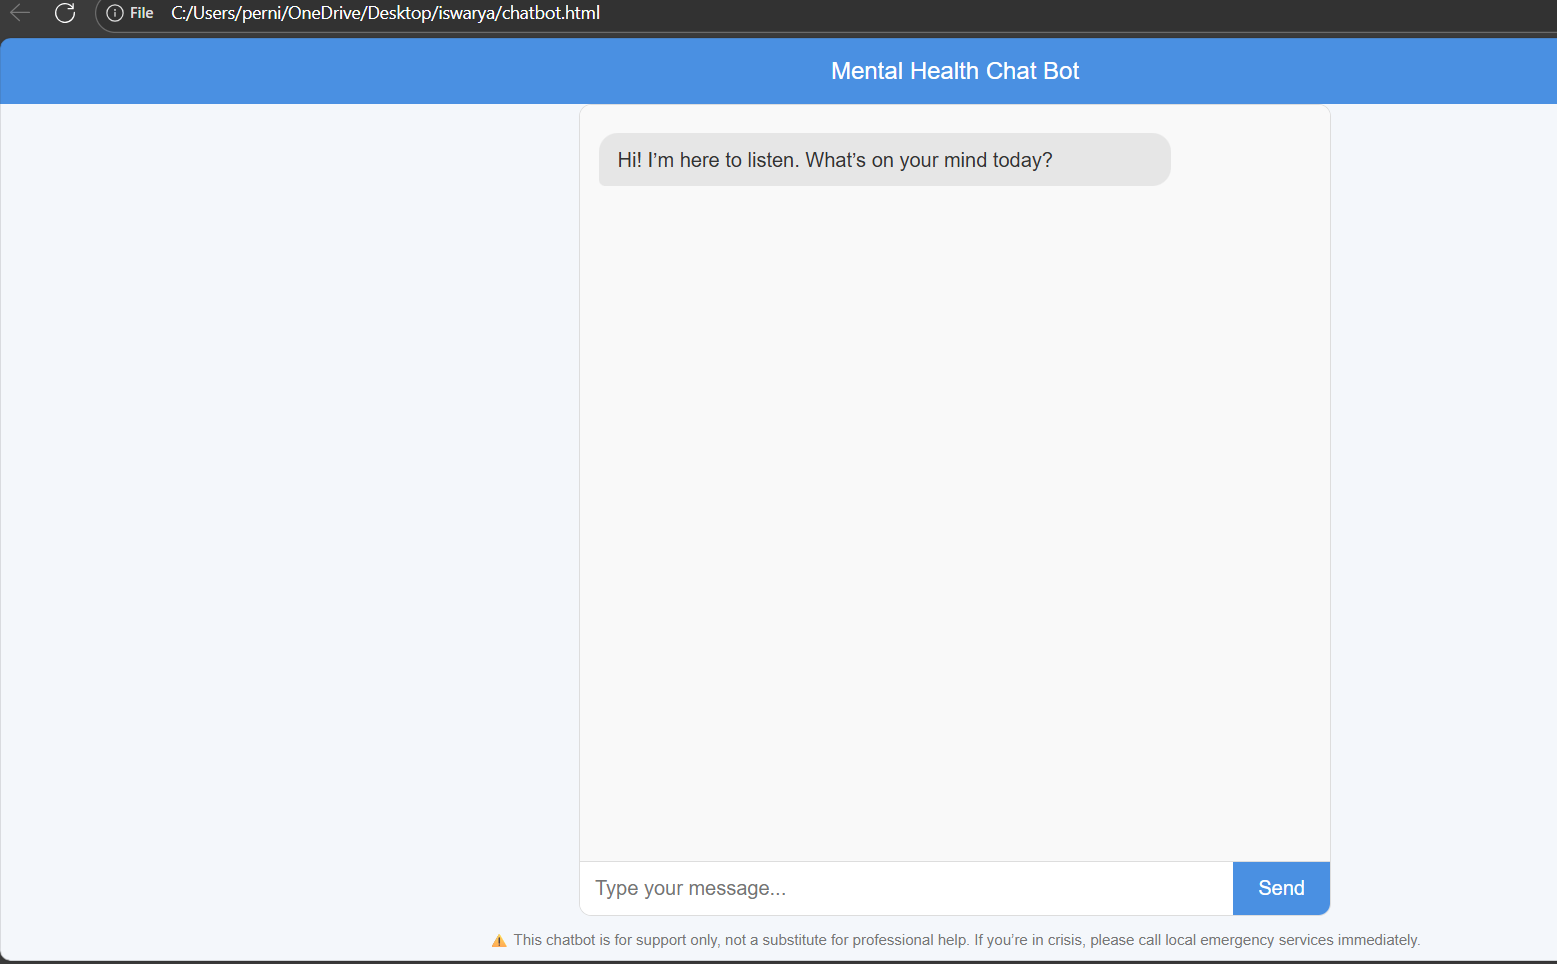 File C:/Users/perni/OneDrive/Desktop/iswarya/chatbot.html
Mental Health Chat Bot
Hi! I’m here to listen. What’s on your mind today?
Type your message... Send
⚠️ This chatbot is for support only, not a substitute for professional help. If you’re in crisis, please call local emergency services immediately.